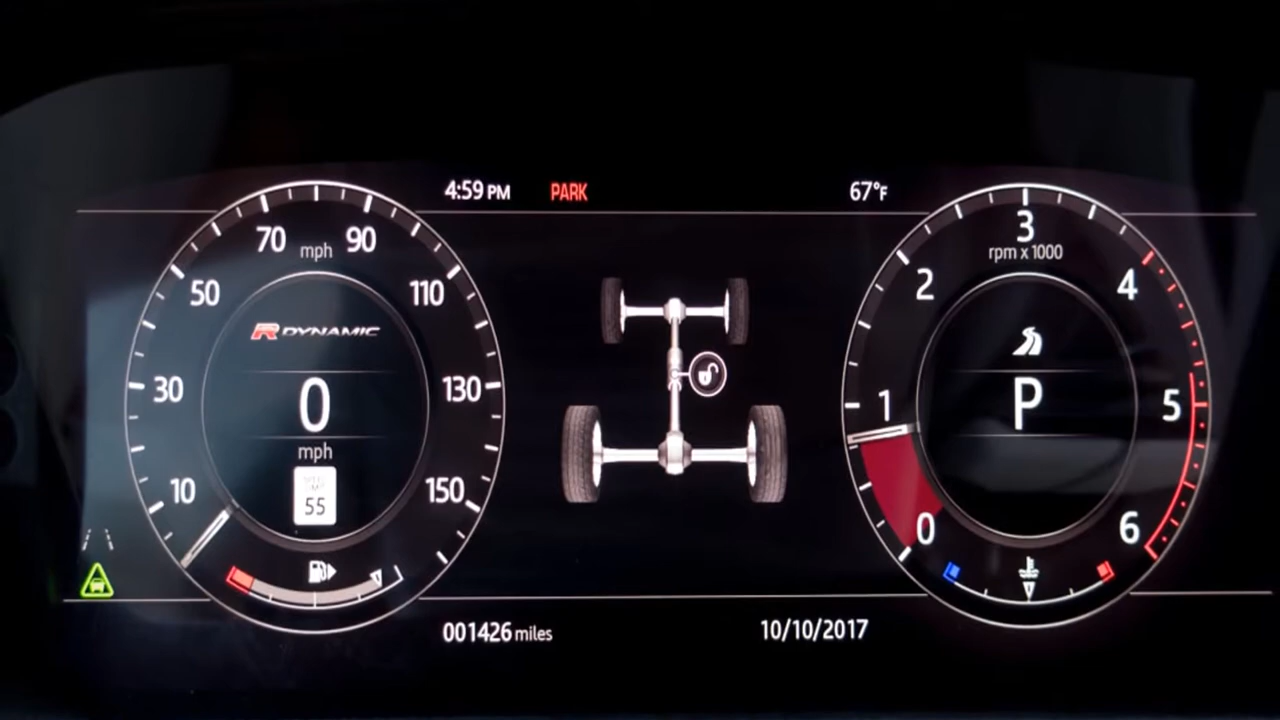 4:59 PM PARK 67°F
70 mph 90
50 110
R DYNAMIC
30 0 130
mph
10 55 150
3
rpm x 1000
2 4
1 P 5
0 6
001426 miles 10/10/2017